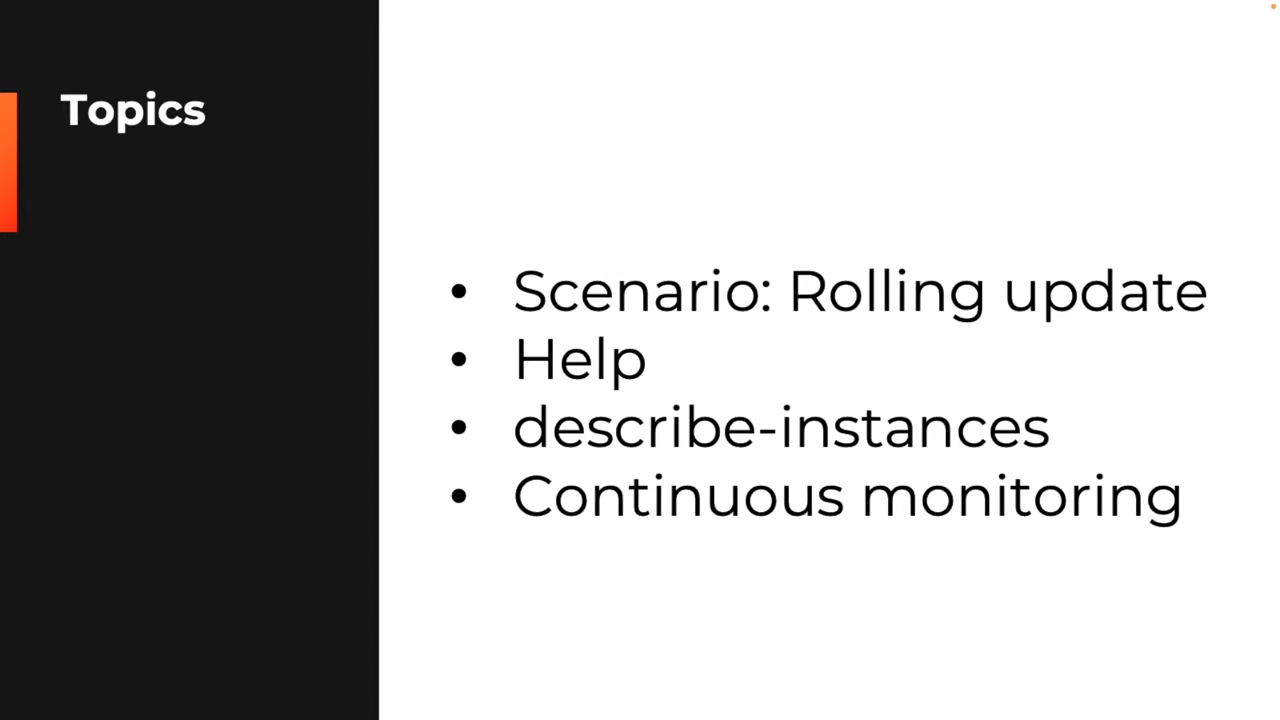 Topics
• Scenario: Rolling update
• Help
• describe-instances
• Continuous monitoring